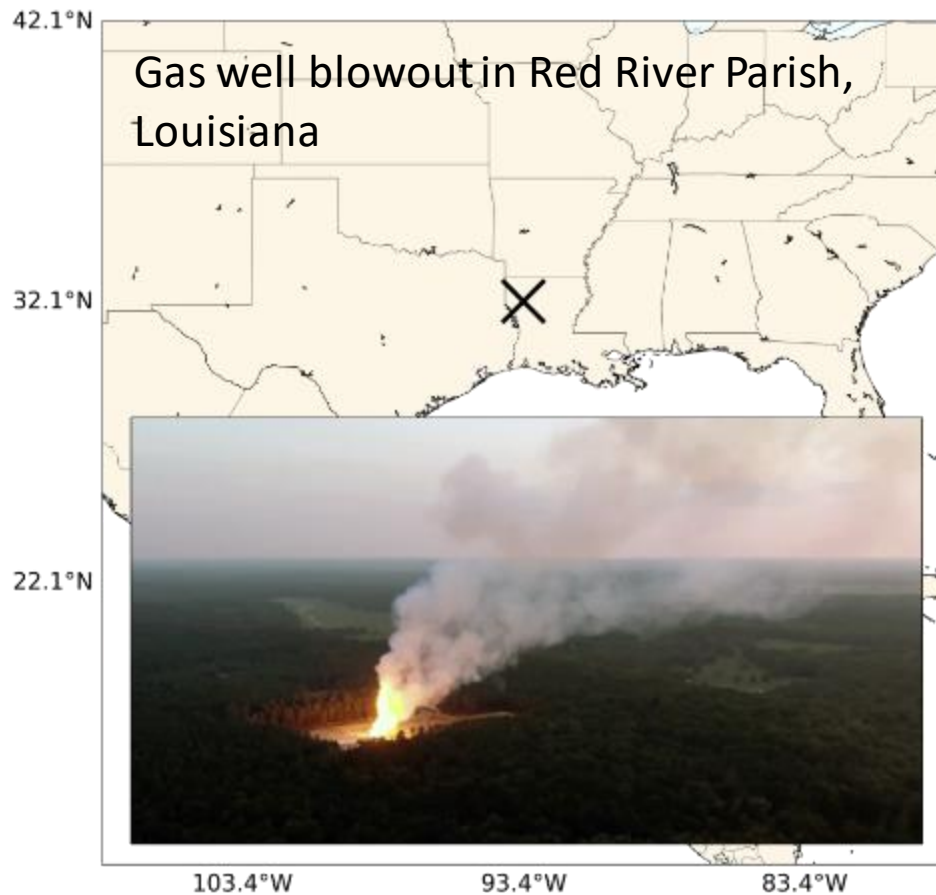 42.1°N
Gas well blowout in Red River Parish,
Louisiana
32.1°N
22.1°N
103.4°W
93.4°W
83.4°W